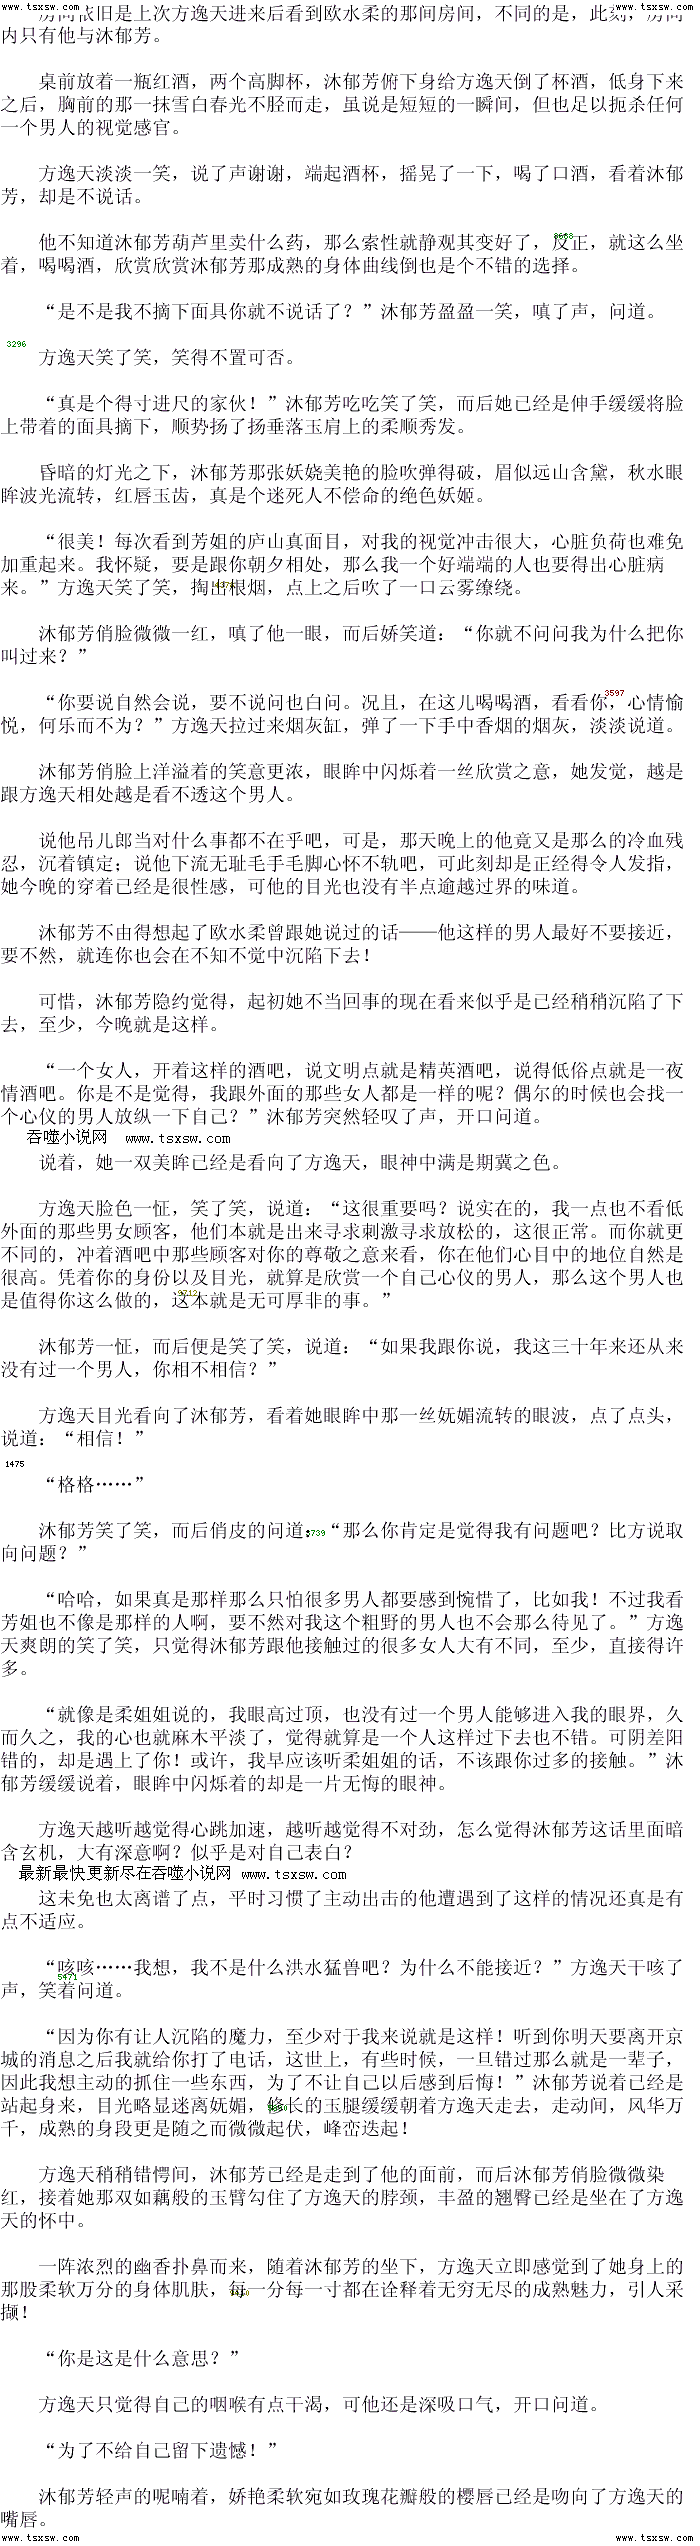 www.tsxsw.com www.tsxsw.com
房间依旧是上次方逸天进来后看到欧水柔的那间房间，不同的是，此刻，房间
内只有他与沐郁芳。
桌前放着一瓶红酒，两个高脚杯，沐郁芳俯下身给方逸天倒了杯酒，低身下来
之后，胸前的那一抹雪白春光不胫而走，虽说是短短的一瞬间，但也足以扼杀任何
一个男人的视觉感官。
方逸天淡淡一笑，说了声谢谢，端起酒杯，摇晃了一下，喝了口酒，看着沐郁
芳，却是不说话。
他不知道沐郁芳葫芦里卖什么药，那么索性就静观其变好了，反正，就这么坐
着，喝喝酒，欣赏欣赏沐郁芳那成熟的身体曲线倒也是个不错的选择。
“是不是我不摘下面具你就不说话了？”沐郁芳盈盈一笑，嗔了声，问道。
3296
方逸天笑了笑，笑得不置可否。
“真是个得寸进尺的家伙！”沐郁芳吃吃笑了笑，而后她已经是伸手缓缓将脸
上带着的面具摘下，顺势扬了扬垂落玉肩上的柔顺秀发。
昏暗的灯光之下，沐郁芳那张妖娆美艳的脸吹弹得破，眉似远山含黛，秋水眼
眸波光流转，红唇玉齿，真是个迷死人不偿命的绝色妖姬。
“很美！每次看到芳姐的庐山真面目，对我的视觉冲击很大，心脏负荷也难免
加重起来。我怀疑，要是跟你朝夕相处，那么我一个好端端的人也要得出心脏病
来。”方逸天笑了笑，掏出根烟，点上之后吹了一口云雾缭绕。
沐郁芳俏脸微微一红，嗔了他一眼，而后娇笑道：“你就不问问我为什么把你
叫过来？”
3597
“你要说自然会说，要不说问也白问。况且，在这儿喝喝酒，看看你，心情愉
悦，何乐而不为？”方逸天拉过来烟灰缸，弹了一下手中香烟的烟灰，淡淡说道。
沐郁芳俏脸上洋溢着的笑意更浓，眼眸中闪烁着一丝欣赏之意，她发觉，越是
跟方逸天相处越是看不透这个男人。
说他吊儿郎当对什么事都不在乎吧，可是，那天晚上的他竟又是那么的冷血残
忍，沉着镇定；说他下流无耻毛手毛脚心怀不轨吧，可此刻却是正经得令人发指，
她今晚的穿着已经是很性感，可他的目光也没有半点逾越过界的味道。
沐郁芳不由得想起了欧水柔曾跟她说过的话——他这样的男人最好不要接近，
要不然，就连你也会在不知不觉中沉陷下去！
可惜，沐郁芳隐约觉得，起初她不当回事的现在看来似乎是已经稍稍沉陷了下
去，至少，今晚就是这样。
“一个女人，开着这样的酒吧，说文明点就是精英酒吧，说得低俗点就是一夜
情酒吧。你是不是觉得，我跟外面的那些女人都是一样的呢？偶尔的时候也会找一
个心仪的男人放纵一下自己？”沐郁芳突然轻叹了声，开口问道。
吞噬小说网 www.tsxsw.com
说着，她一双美眸已经是看向了方逸天，眼神中满是期冀之色。
方逸天脸色一怔，笑了笑，说道：“这很重要吗？说实在的，我一点也不看低
外面的那些男女顾客，他们本就是出来寻求刺激寻求放松的，这很正常。而你就更
不同的，冲着酒吧中那些顾客对你的尊敬之意来看，你在他们心目中的地位自然是
很高。凭着你的身份以及目光，就算是欣赏一个自己心仪的男人，那么这个男人也
是值得你这么做的，这本就是无可厚非的事。”
沐郁芳一怔，而后便是笑了笑，说道：“如果我跟你说，我这三十年来还从来
没有过一个男人，你相不相信？”
方逸天目光看向了沐郁芳，看着她眼眸中那一丝妩媚流转的眼波，点了点头，
说道：“相信！”
1475
“格格……”
沐郁芳笑了笑，而后俏皮的问道：“那么你肯定是觉得我有问题吧？比方说取
向问题？”
“哈哈，如果真是那样那么只怕很多男人都要感到惋惜了，比如我！不过我看
芳姐也不像是那样的人啊，要不然对我这个粗野的男人也不会那么待见了。”方逸
天爽朗的笑了笑，只觉得沐郁芳跟他接触过的很多女人大有不同，至少，直接得许
多。
“就像是柔姐姐说的，我眼高过顶，也没有过一个男人能够进入我的眼界，久
而久之，我的心也就麻木平淡了，觉得就算是一个人这样过下去也不错。可阴差阳
错的，却是遇上了你！或许，我早应该听柔姐姐的话，不该跟你过多的接触。”沐
郁芳缓缓说着，眼眸中闪烁着的却是一片无悔的眼神。
方逸天越听越觉得心跳加速，越听越觉得不对劲，怎么觉得沐郁芳这话里面暗
含玄机，大有深意啊？似乎是对自己表白？
最新最快更新尽在吞噬小说网 www.tsxsw.com
这未免也太离谱了点，平时习惯了主动出击的他遭遇到了这样的情况还真是有
点不适应。
“咳咳……我想，我不是什么洪水猛兽吧？为什么不能接近？”方逸天干咳了
5471
声，笑着问道。
“因为你有让人沉陷的魔力，至少对于我来说就是这样！听到你明天要离开京
城的消息之后我就给你打了电话，这世上，有些时候，一旦错过那么就是一辈子，
因此我想主动的抓住一些东西，为了不让自己以后感到后悔！”沐郁芳说着已经是
站起身来，目光略显迷离妩媚，修长的玉腿缓缓朝着方逸天走去，走动间，风华万
千，成熟的身段更是随之而微微起伏，峰峦迭起！
方逸天稍稍错愕间，沐郁芳已经是走到了他的面前，而后沐郁芳俏脸微微染
红，接着她那双如藕般的玉臂勾住了方逸天的脖颈，丰盈的翘臀已经是坐在了方逸
天的怀中。
一阵浓烈的幽香扑鼻而来，随着沐郁芳的坐下，方逸天立即感觉到了她身上的
那股柔软万分的身体肌肤，每一分每一寸都在诠释着无穷无尽的成熟魅力，引人采
撷！
“你是这是什么意思？”
方逸天只觉得自己的咽喉有点干渴，可他还是深吸口气，开口问道。
“为了不给自己留下遗憾！”
沐郁芳轻声的呢喃着，娇艳柔软宛如玫瑰花瓣般的樱唇已经是吻向了方逸天的
嘴唇。
www.tsxsw.com www.tsxsw.com